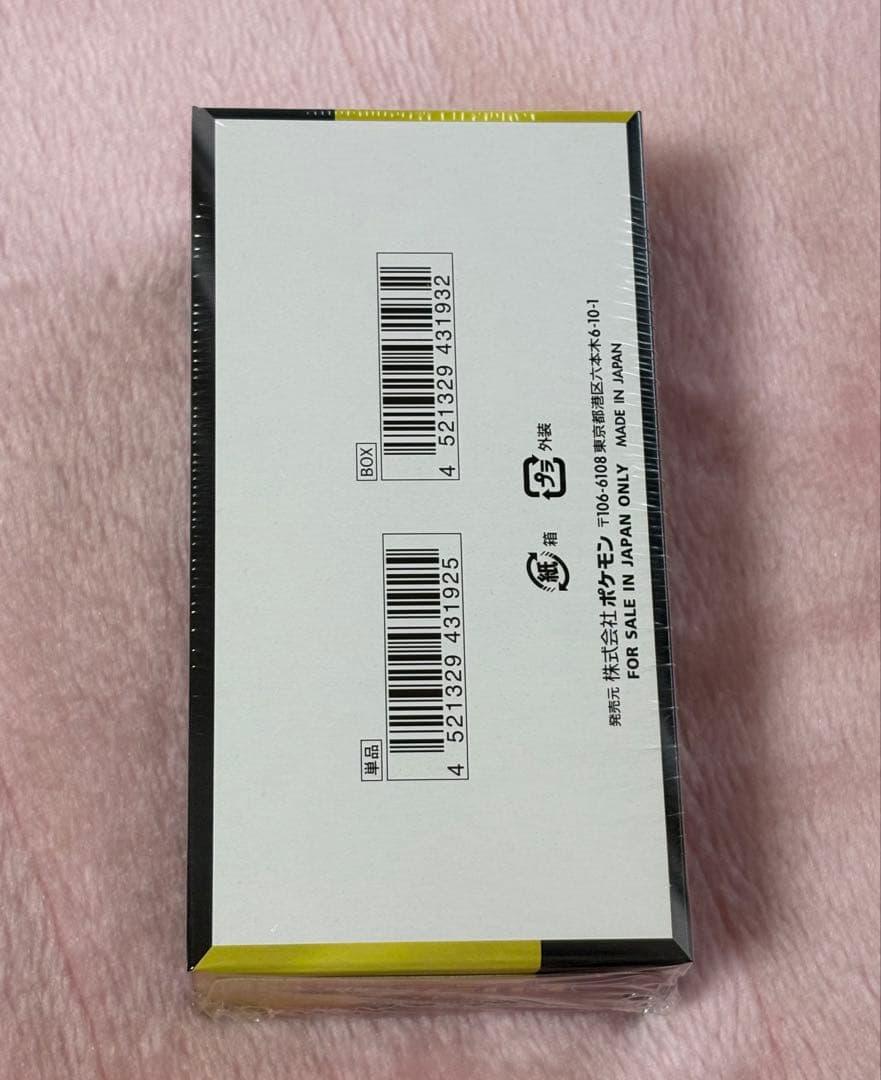 単品
4 521329 431925
BOX
4 521329 431932
紙 箱
プラ 外装
発売元 株式会社 ポケモン 〒106-6108 東京都港区六本木6-10-1
FOR SALE IN JAPAN ONLY MADE IN JAPAN